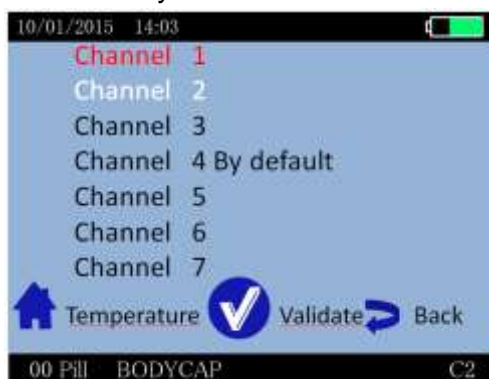 10/01/2015 14:03
Channel 1
Channel 2
Channel 3
Channel 4 By default
Channel 5
Channel 6
Channel 7
Temperature Validate Back
00 Pill BODYCAP C2